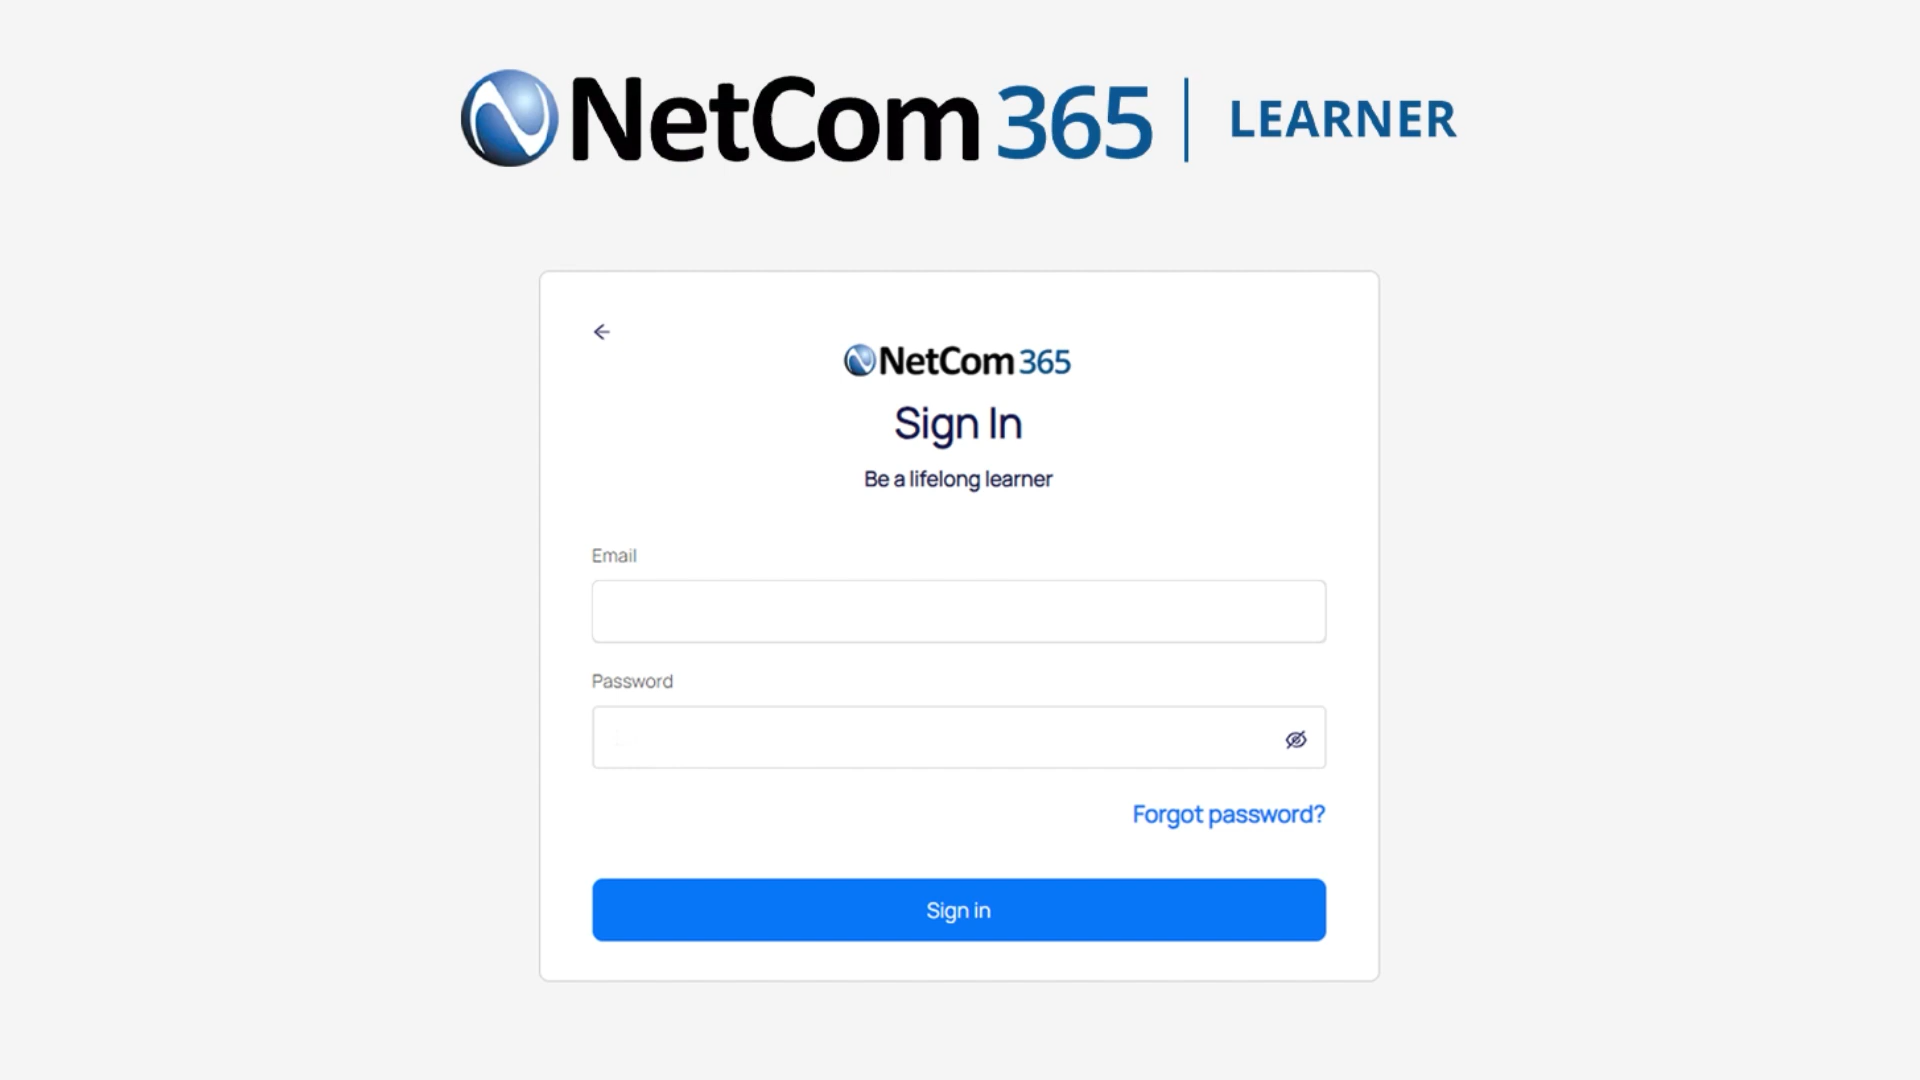 NetCom 365 | LEARNER
NetCom 365
Sign In
Be a lifelong learner
Email
Password
Forgot password?
Sign in